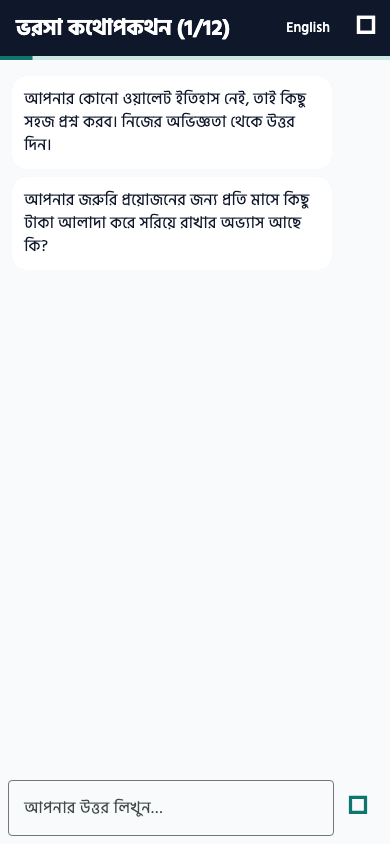 ভরসা কথোপকথন (1/12)
English
আপনার কোনো ওয়ালেট ইতিহাস নেই, তাই কিছু
সহজ প্রশ্ন করব। নিজের অভিজ্ঞতা থেকে উত্তর
দিন।
আপনার জরুরি প্রয়োজনের জন্য প্রতি মাসে কিছু
টাকা আলাদা করে সরিয়ে রাখার অভ্যাস আছে
কি?
আপনার উত্তর লিখুন...